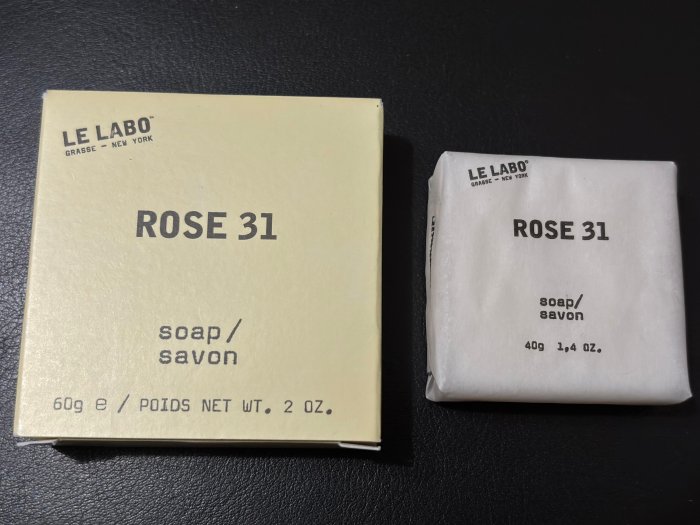 LE LABO™
GRASSE — NEW YORK
ROSE 31
soap/
savon
60g e / POIDS NET WT. 2 OZ.
LE LABO
GRASSE — NEW YORK
ROSE 31
soap/
savon
40g 1,4 OZ.